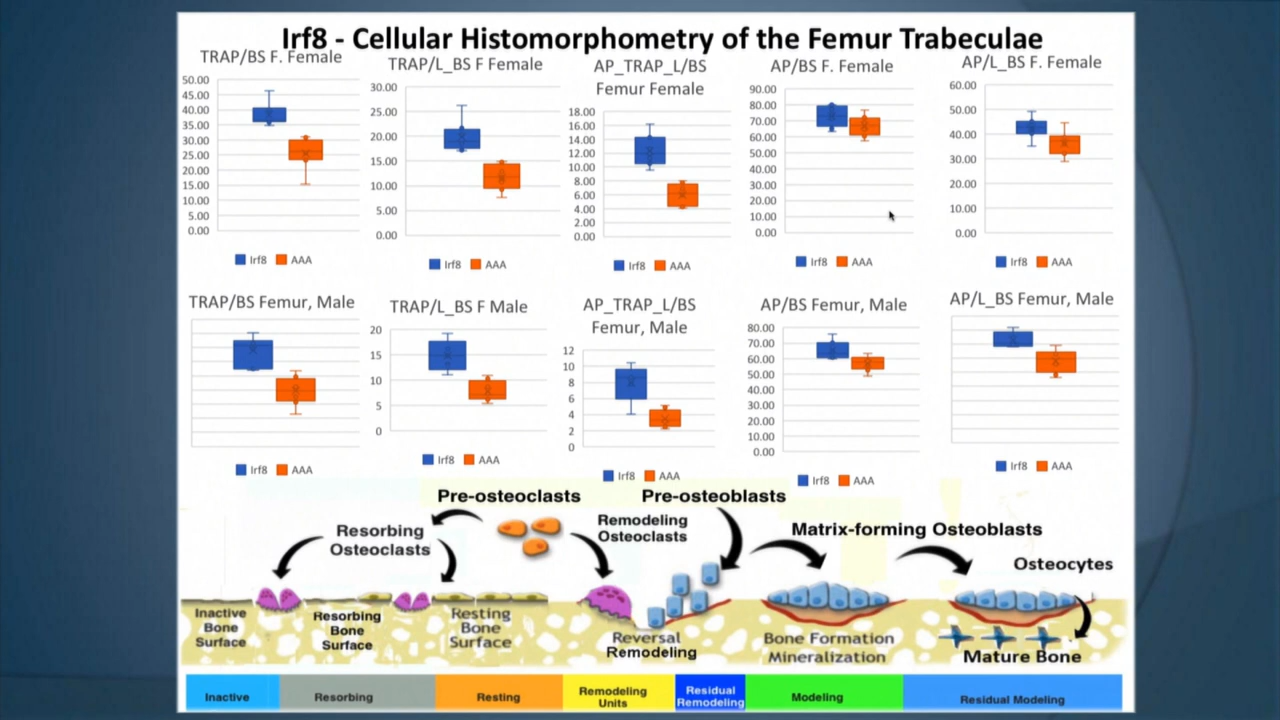 Irf8 - Cellular Histomorphometry of the Femur Trabeculae
TRAP/BS F. Female
50.00
45.00
40.00
35.00
30.00
25.00
20.00
15.00
10.00
5.00
0.00
Irf8 AAA
TRAP/L_BS F Female
30.00
25.00
20.00
15.00
10.00
5.00
0.00
Irf8 AAA
AP_TRAP_L/BS
Femur Female
18.00
16.00
14.00
12.00
10.00
8.00
6.00
4.00
2.00
0.00
Irf8 AAA
AP/BS F. Female
90.00
80.00
70.00
60.00
50.00
40.00
30.00
20.00
10.00
0.00
Irf8 AAA
AP/L_BS F. Female
60.00
50.00
40.00
30.00
20.00
10.00
0.00
Irf8 AAA
TRAP/BS Femur, Male
Irf8 AAA
TRAP/L_BS F Male
20
15
10
5
0
Irf8 AAA
AP_TRAP_L/BS
Femur, Male
12
10
8
6
4
2
0
Irf8 AAA
AP/BS Femur, Male
80.00
70.00
60.00
50.00
40.00
30.00
20.00
10.00
0.00
Irf8 AAA
AP/L_BS Femur, Male
Irf8 AAA
Pre-osteoclasts
Pre-osteoblasts
Resorbing
Osteoclasts
Remodeling
Osteoclasts
Matrix-forming Osteoblasts
Osteocytes
Inactive
Bone
Surface
Resorbing
Bone
Surface
Resting
Bone
Surface
Reversal
Remodeling
Bone Formation
Mineralization
Mature Bone
Inactive
Resorbing
Resting
Remodeling
Units
Residual
Remodeling
Modeling
Residual Modeling